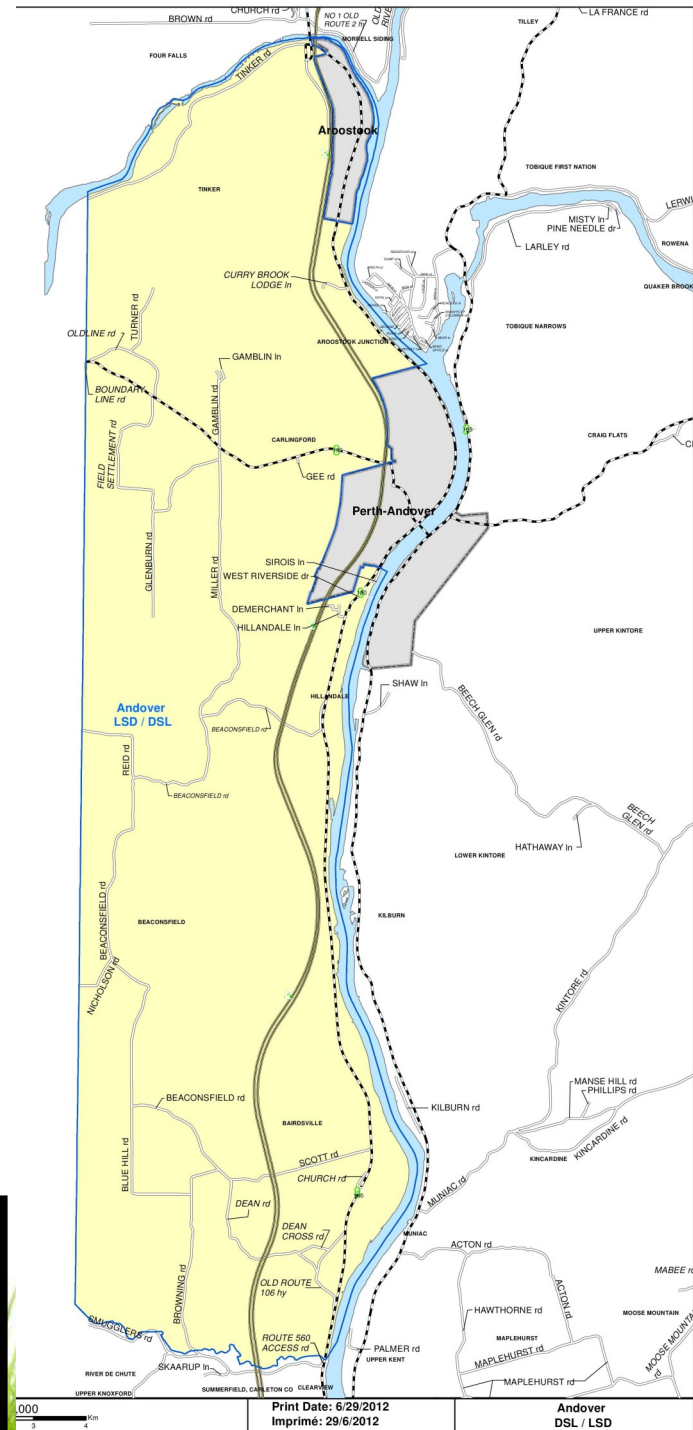 CHURCH rd
BROWN rd
NO 1 OLD
ROUTE 2 hy
MORRELL SIDING
OLD
RIVE
TILLEY
LA FRANCE rd
FOUR FALLS
TINKER rd
Aroostook
TINKER
TOBIQUE FIRST NATION
LERWI
MISTY ln
PINE NEEDLE dr
LARLEY rd
ROWENA
QUAKER BROOK
CURRY BROOK
LODGE ln
TURNER rd
OLDLINE rd
GAMBLIN ln
AROOSTOOK JUNCTION
TOBIQUE NARROWS
BOUNDARY
LINE rd
GAMBLIN rd
CARLINGFORD
CRAIG FLATS
FIELD
SETTLEMENT rd
GEE rd
Perth-Andover
GLENBURN rd
MILLER rd
SIROIS ln
WEST RIVERSIDE dr
DEMERCHANT ln
HILLANDALE ln
UPPER KINTORE
SHAW ln
HILLANDALE
BEECH GLEN rd
Andover
LSD / DSL
BEACONSFIELD rd
REID rd
BEACONSFIELD rd
BEECH
GLEN rd
HATHAWAY ln
LOWER KINTORE
BEACONSFIELD rd
BEACONSFIELD
KILBURN
NICHOLSON rd
KINTORE rd
MANSE HILL rd
PHILLIPS rd
BEACONSFIELD rd
KILBURN rd
BAIRDSVILLE
KINCARDINE rd
KINCARDINE
BLUE HILL rd
SCOTT rd
CHURCH rd
MUNIAC rd
DEAN rd
DEAN
CROSS rd
MUNIAC
ACTON rd
OLD ROUTE
106 hy
MABEE rd
BROWNING rd
HAWTHORNE rd
ACTON rd
MOOSE MOUNTAIN
SMUGGLERS rd
ROUTE 560
ACCESS rd
PALMER rd
UPPER KENT
MAPLEHURST
MAPLEHURST rd
MOOSE MOUNTA
rd
RIVER DE CHUTE
SKAARUP ln
MAPLEHURST rd
UPPER KNOXFORD
SUMMERFIELD, CARLETON CO
CLEARVIEW
,000
Km
3 4
Print Date: 6/29/2012
Imprimé: 29/6/2012
Andover
DSL / LSD